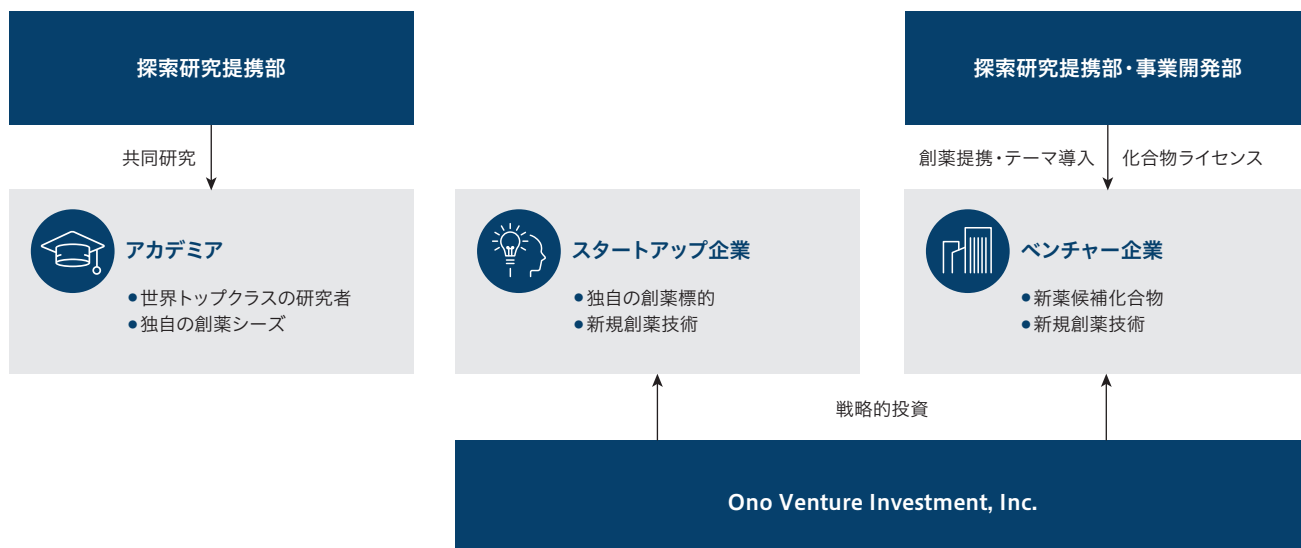 探索研究提携部
探索研究提携部・事業開発部
共同研究
創薬提携・テーマ導入
化合物ライセンス
アカデミア
●世界トップクラスの研究者
●独自の創薬シーズ
スタートアップ企業
●独自の創薬標的
●新規創薬技術
ベンチャー企業
●新薬候補化合物
●新規創薬技術
戦略的投資
Ono Venture Investment, Inc.